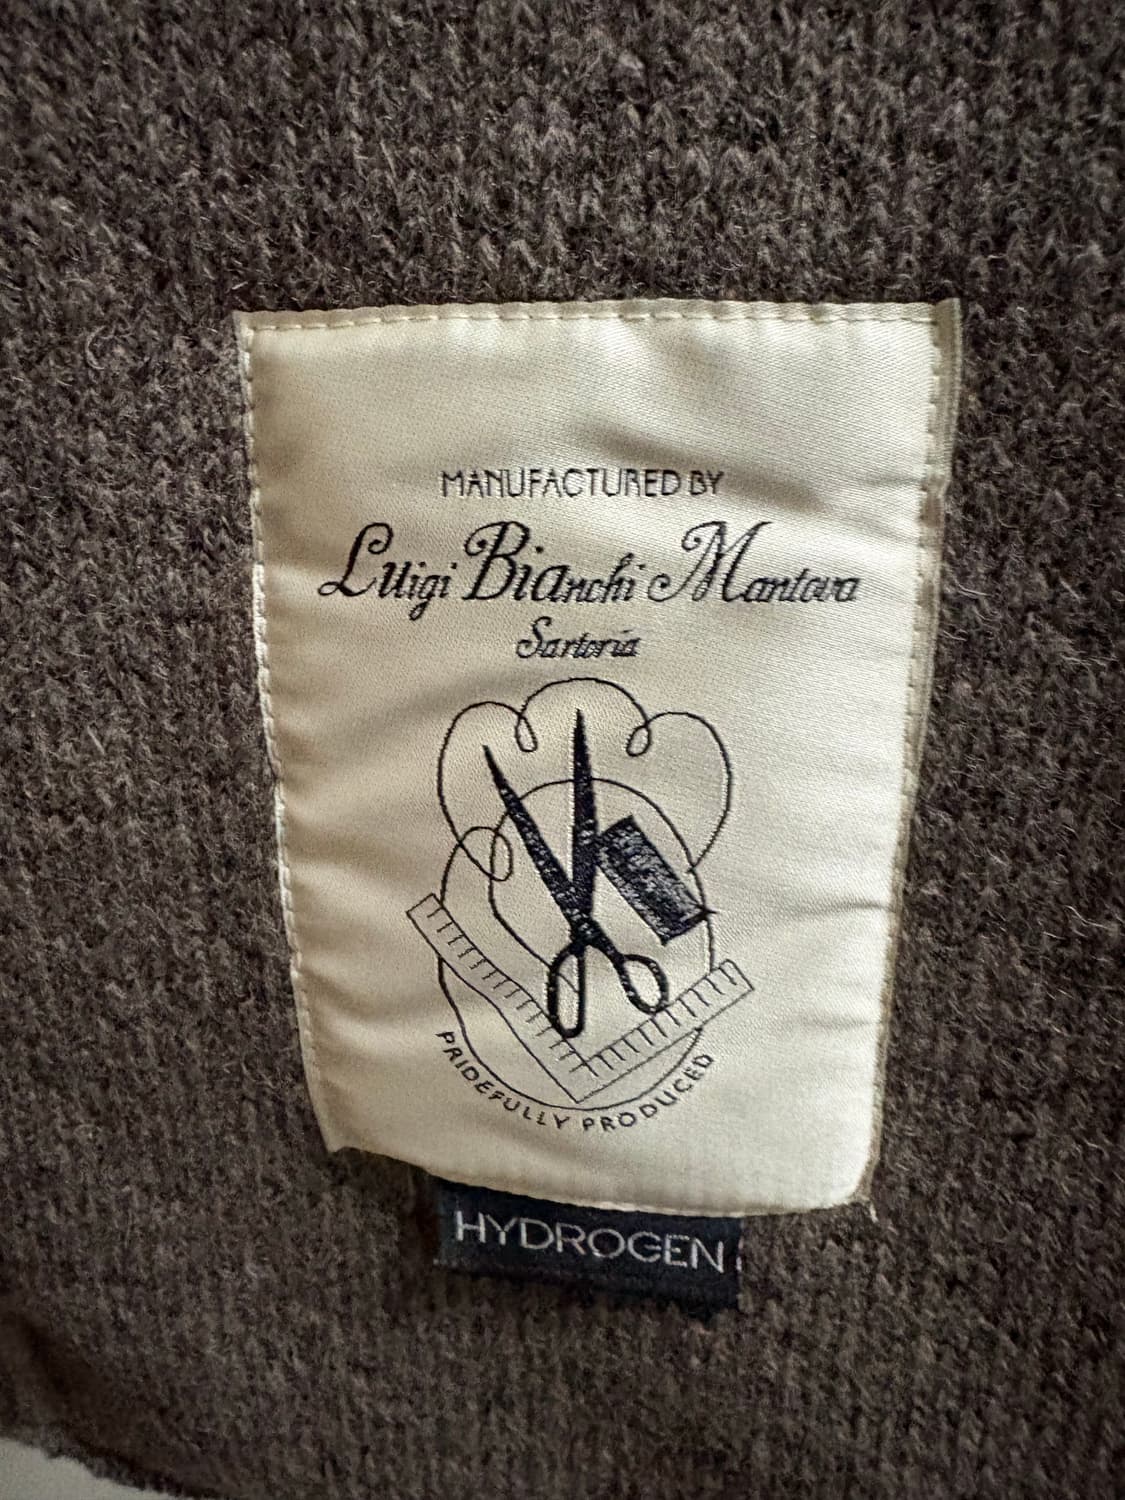 MANUFACTURED BY
Luigi Bianchi Mantova
Sartoria
PRIDEFULLY PRODUCED
HYDROGEN